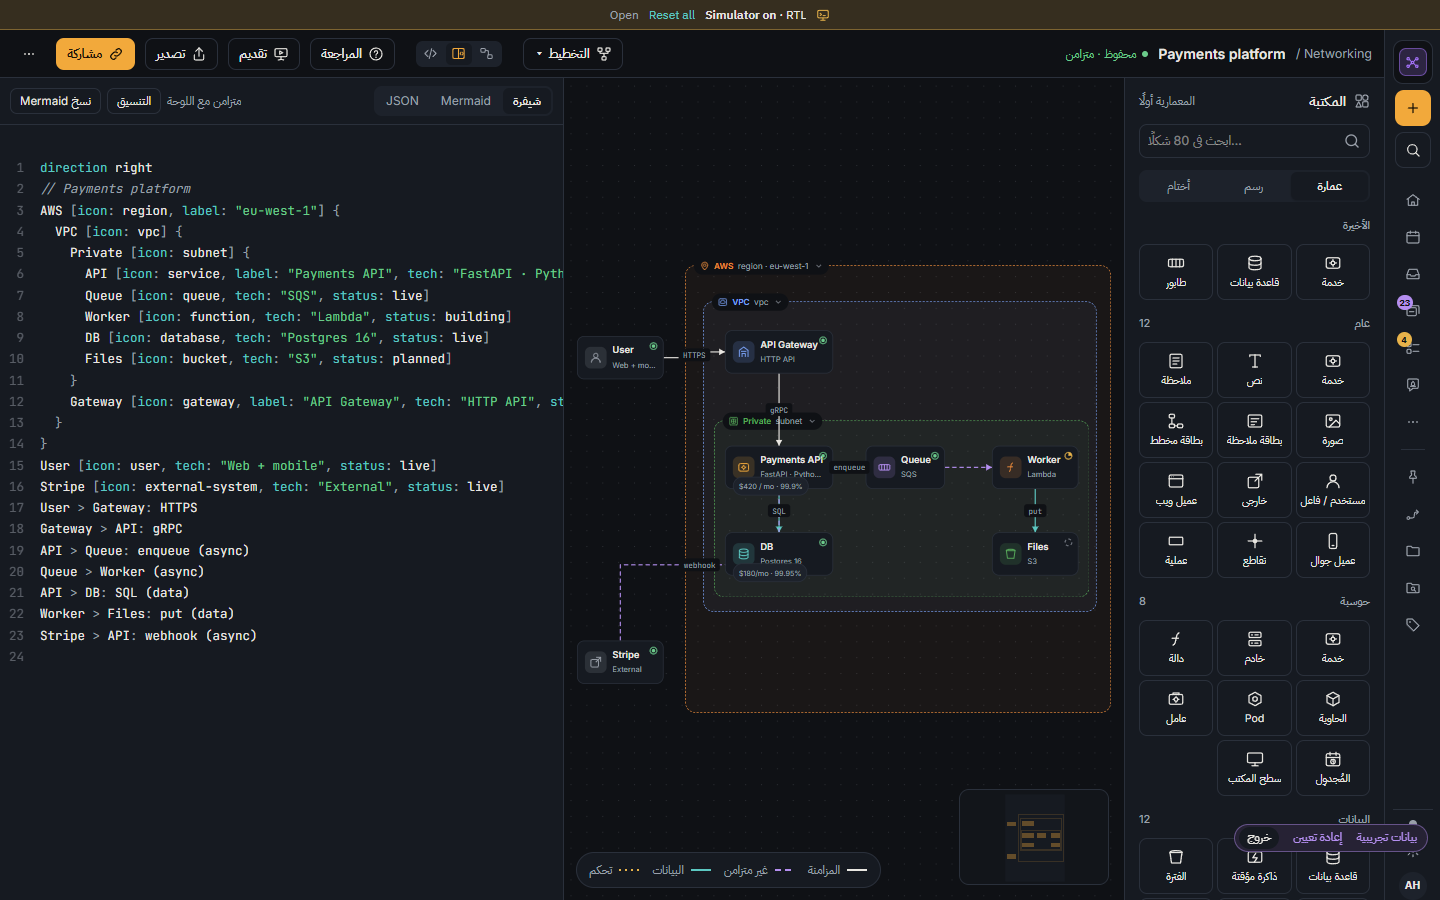 Open Reset all Simulator on · RTL
Payments platform / Networking
محفوظ · متزامن
التخطيط
المراجعة
تقديم
تصدير
مشاركة
المكتبة
المعمارية أولًا
ابحث في 80 شكلًا...
عمارة
رسم
أختام
الأخيرة
خدمة
قاعدة بيانات
طابور
عام 12
خدمة
نص
ملاحظة
صورة
بطاقة ملاحظة
بطاقة مخطط
مستخدم / فاعل
خارجي
عميل ويب
عميل جوال
تقاطع
عملية
حوسبة 8
خدمة
خادم
دالة
الحاوية
Pod
عامل
المُجدوِل
سطح المكتب
البيانات 12
قاعدة بيانات
ذاكرة مؤقتة
الفترة
بيانات تجريبية
إعادة تعيين
خروج
23
4
AH
شيفرة
Mermaid
JSON
متزامن مع اللوحة
التنسيق
نسخ Mermaid
1 direction right
2 // Payments platform
3 AWS [icon: region, label: "eu-west-1"] {
4 VPC [icon: vpc] {
5 Private [icon: subnet] {
6 API [icon: service, label: "Payments API", tech: "FastAPI · Pyth
7 Queue [icon: queue, tech: "SQS", status: live]
8 Worker [icon: function, tech: "Lambda", status: building]
9 DB [icon: database, tech: "Postgres 16", status: live]
10 Files [icon: bucket, tech: "S3", status: planned]
11 }
12 Gateway [icon: gateway, label: "API Gateway", tech: "HTTP API", st
13 }
14 }
15 User [icon: user, tech: "Web + mobile", status: live]
16 Stripe [icon: external-system, tech: "External", status: live]
17 User > Gateway: HTTPS
18 Gateway > API: gRPC
19 API > Queue: enqueue (async)
20 Queue > Worker (async)
21 API > DB: SQL (data)
22 Worker > Files: put (data)
23 Stripe > API: webhook (async)
24
AWS region · eu-west-1
VPC vpc
User
Web + mo...
HTTPS
API Gateway
HTTP API
gRPC
Private subnet
Payments API
FastAPI · Pytho...
$420 / mo · 99.9%
enqueue
Queue
SQS
Worker
Lambda
SQL
put
DB
Postgres 16
$180/mo · 99.95%
Files
S3
webhook
Stripe
External
المزامنة
غير متزامن
البيانات
تحكم